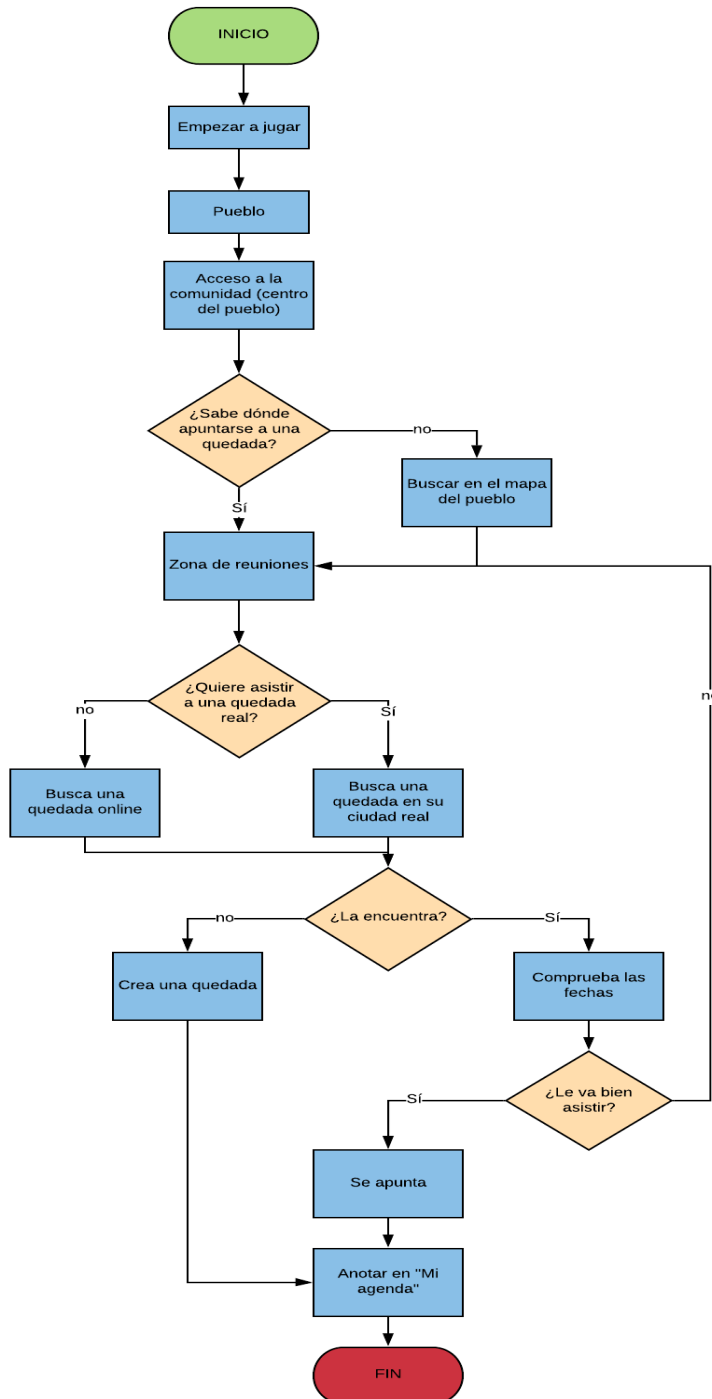 INICIO
Empezar a jugar
Pueblo
Acceso a la
comunidad (centro
del pueblo)
¿Sabe dónde
apuntarse a una
quedada?
no
Buscar en el mapa
del pueblo
Sí
Zona de reuniones
¿Quiere asistir
a una quedada
real?
no
Sí
Busca una
quedada online
Busca una
quedada en su
ciudad real
¿La encuentra?
no
Sí
Crea una quedada
Comprueba las
fechas
¿Le va bien
asistir?
no
Sí
Se apunta
Anotar en "Mi
agenda"
FIN